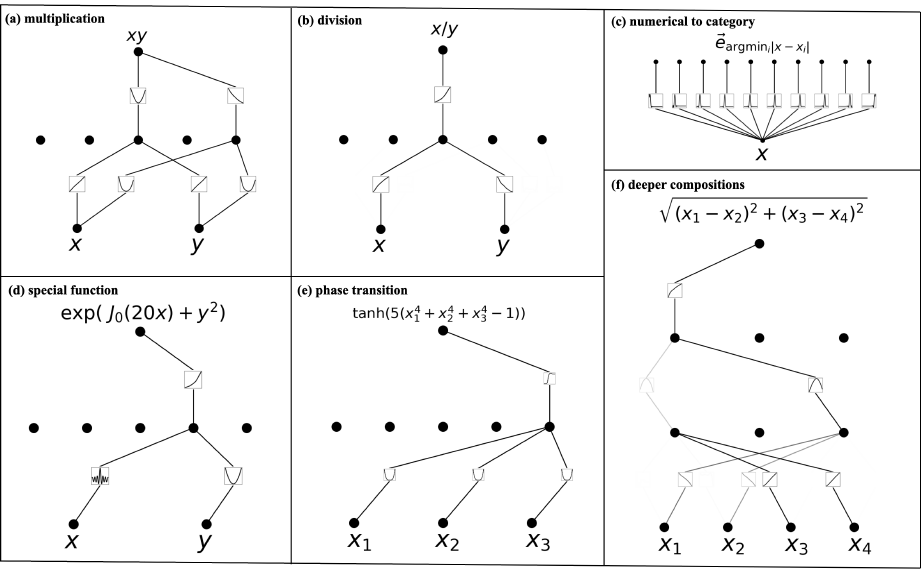 (a) multiplication
xy
x
y
(b) division
x/y
x
y
(c) numerical to category
e⃗argminᵢ|x − xᵢ|
x
(d) special function
exp( J₀(20x) + y²)
x
y
(e) phase transition
tanh(5(x₁⁴ + x₂⁴ + x₃⁴ − 1))
x₁ x₂ x₃
(f) deeper compositions
√(x₁ − x₂)² + (x₃ − x₄)²
x₁ x₂ x₃ x₄